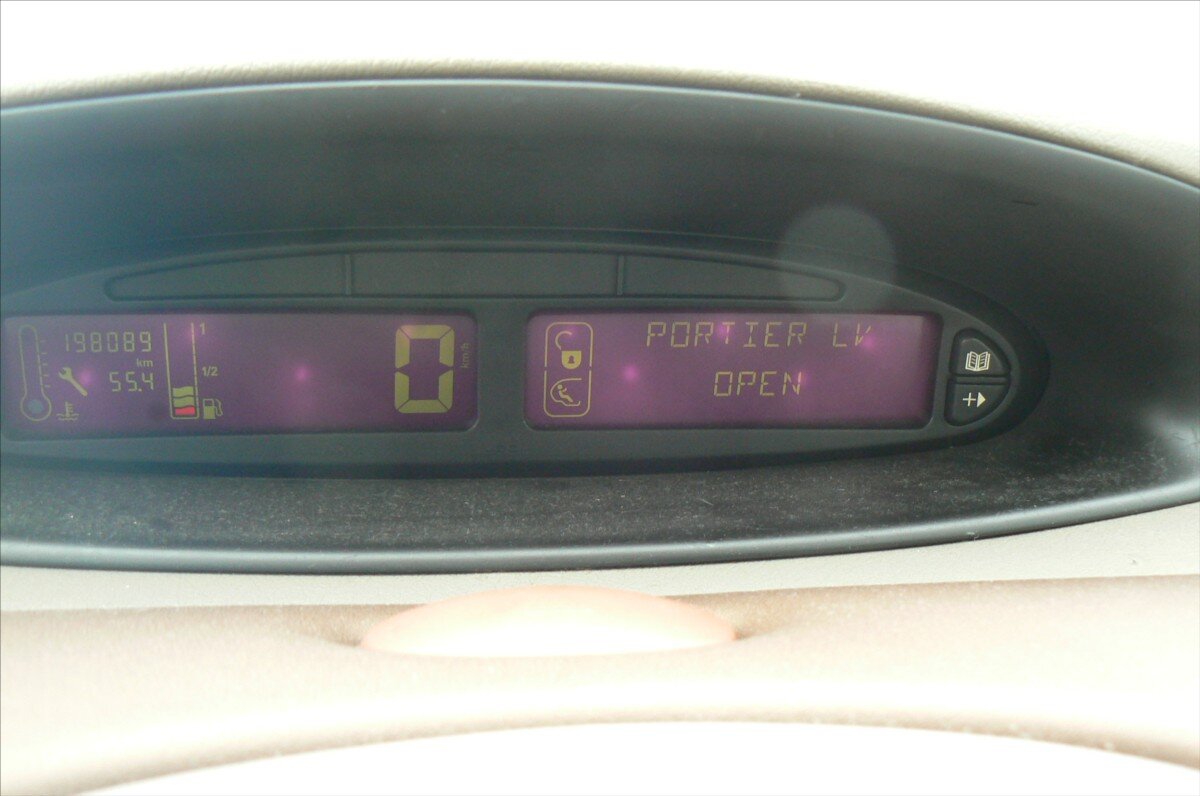 198089
km
55.4
1
1/2
0
km/h
PORTIER LV
OPEN